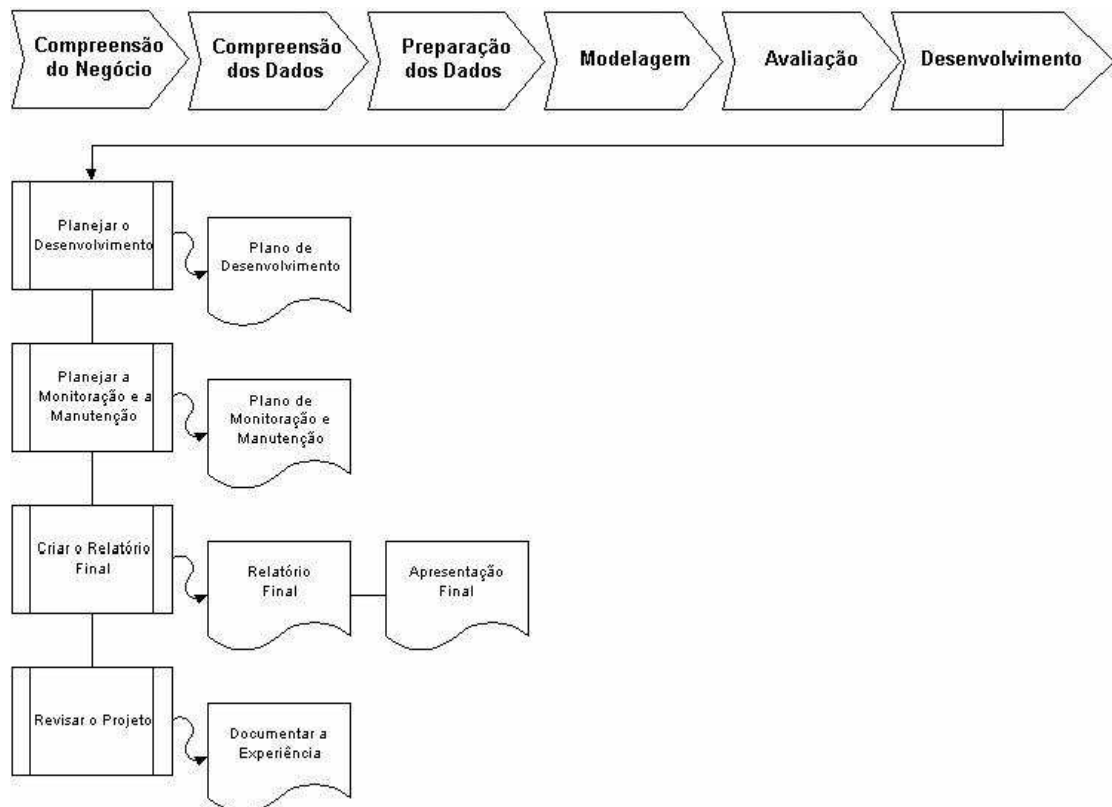 Compreensão
do Negócio
Compreensão
dos Dados
Preparação
dos Dados
Modelagem
Avaliação
Desenvolvimento
Planejar o
Desenvolvimento
Plano de
Desenvolvimento
Planejar a
Monitoração e a
Manutenção
Plano de
Monitoração e
Manutenção
Criar o Relatório
Final
Relatório
Final
Apresentação
Final
Revisar o Projeto
Documentar a
Experiência